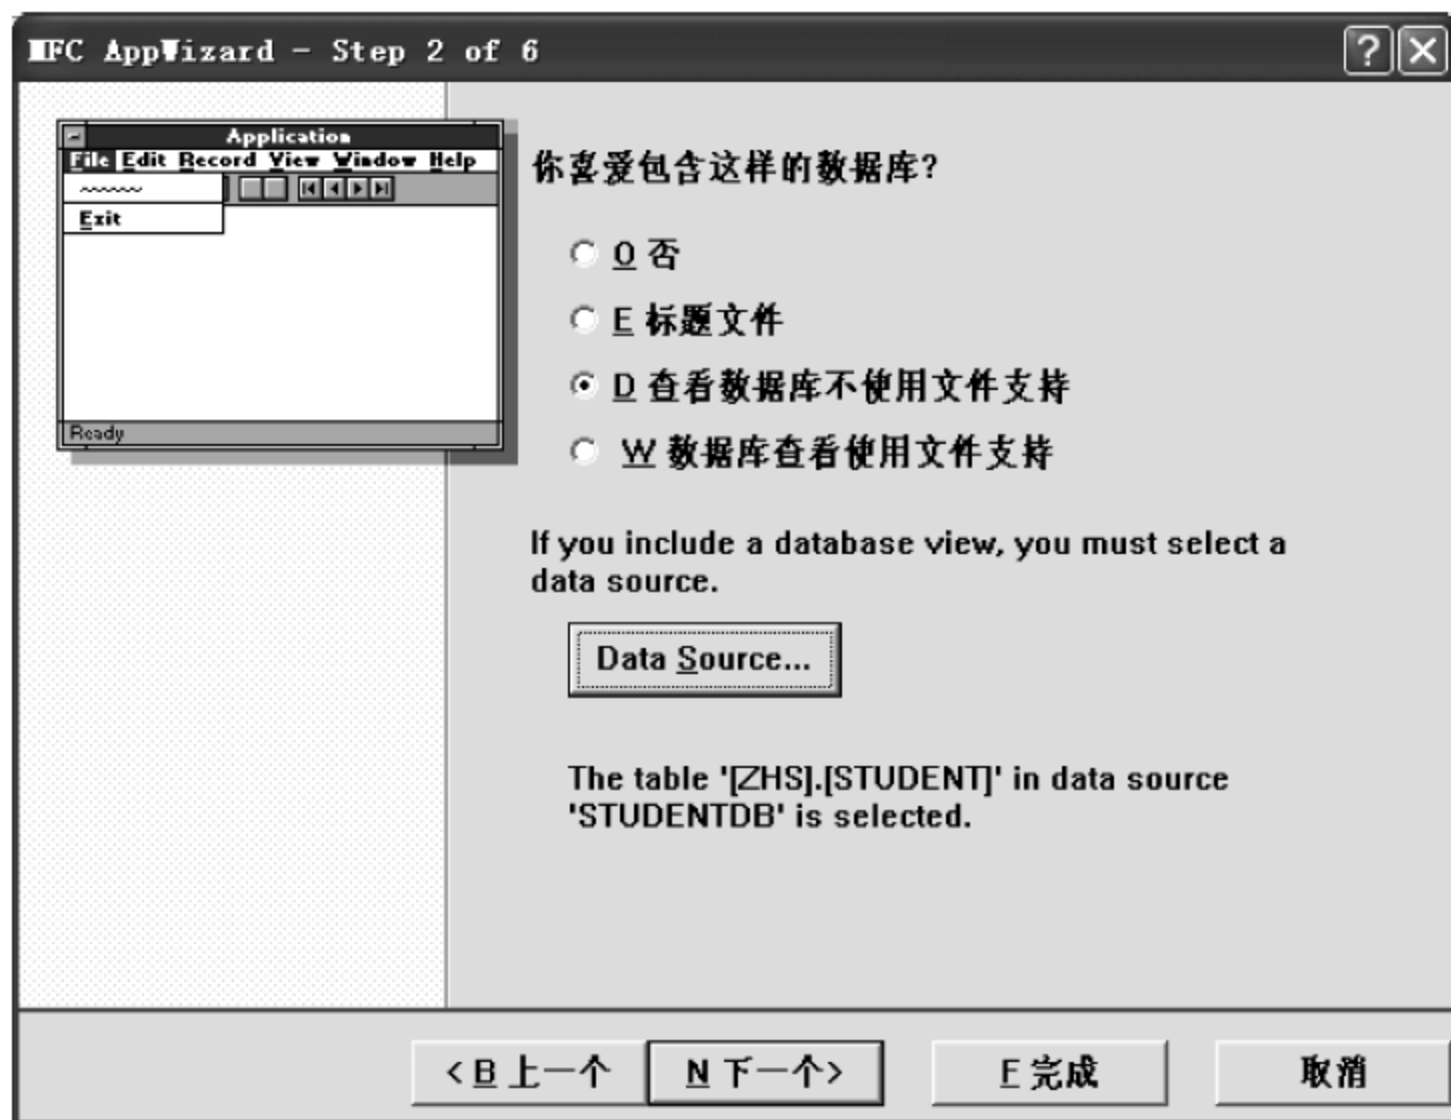 MFC AppWizard - Step 2 of 6
Application
File Edit Record View Window Help
Exit
Ready
你喜爱包含这样的数据库?
O 否
E 标题文件
D 查看数据库不使用文件支持
W 数据库查看使用文件支持
If you include a database view, you must select a
data source.
Data Source...
The table '[ZHS].[STUDENT]' in data source
'STUDENTDB' is selected.
< B 上一个
N 下一个>
F 完成
取消